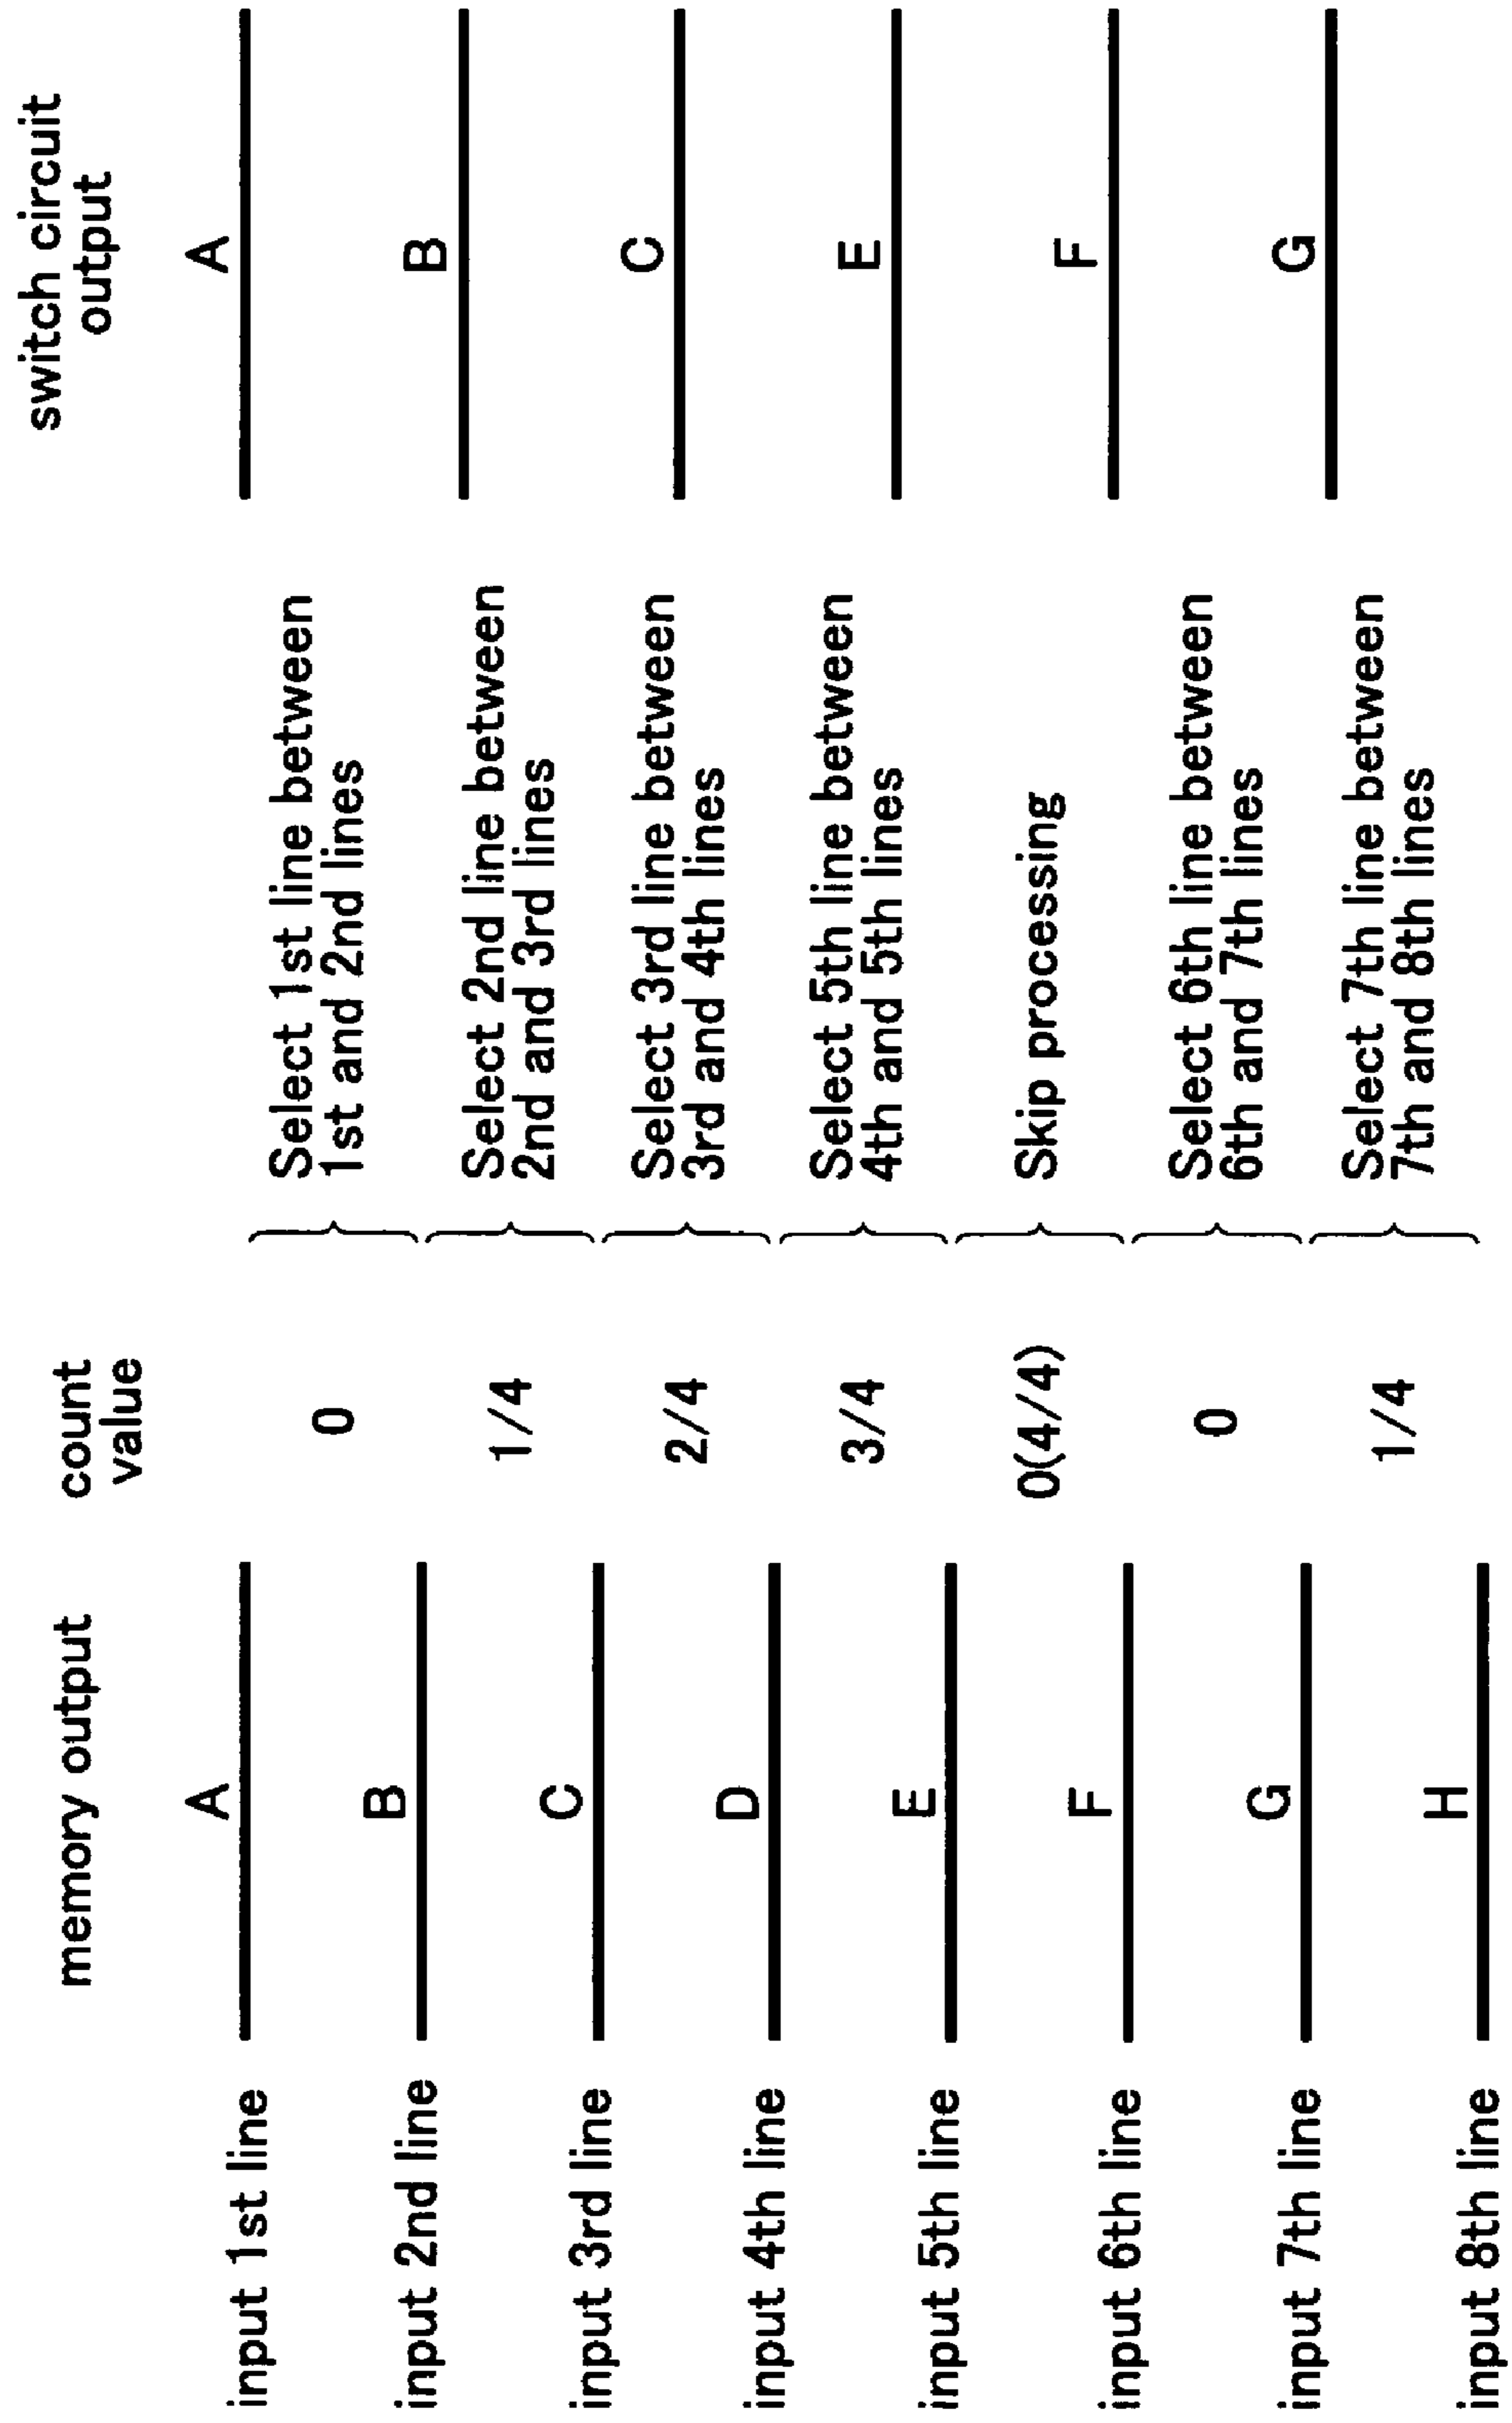 memory output
count
value
switch circuit
output
input 1st line
A
0
Select 1st line between
1st and 2nd lines
A
input 2nd line
B
1/4
Select 2nd line between
2nd and 3rd lines
B
input 3rd line
C
2/4
Select 3rd line between
3rd and 4th lines
C
input 4th line
D
3/4
Select 5th line between
4th and 5th lines
E
input 5th line
E
0(4/4)
Skip processing
F
input 6th line
F
0
Select 6th line between
6th and 7th lines
G
input 7th line
G
1/4
Select 7th line between
7th and 8th lines
input 8th line
H